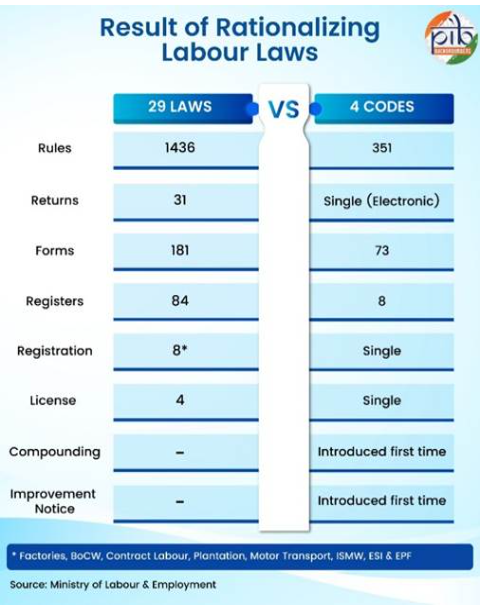 Result of Rationalizing
Labour Laws
pib
BACKGROUNDERS
29 LAWS VS 4 CODES
Rules 1436 351
Returns 31 Single (Electronic)
Forms 181 73
Registers 84 8
Registration 8* Single
License 4 Single
Compounding – Introduced first time
Improvement
Notice – Introduced first time
* Factories, BoCW, Contract Labour, Plantation, Motor Transport, ISMW, ESI & EPF
Source: Ministry of Labour & Employment